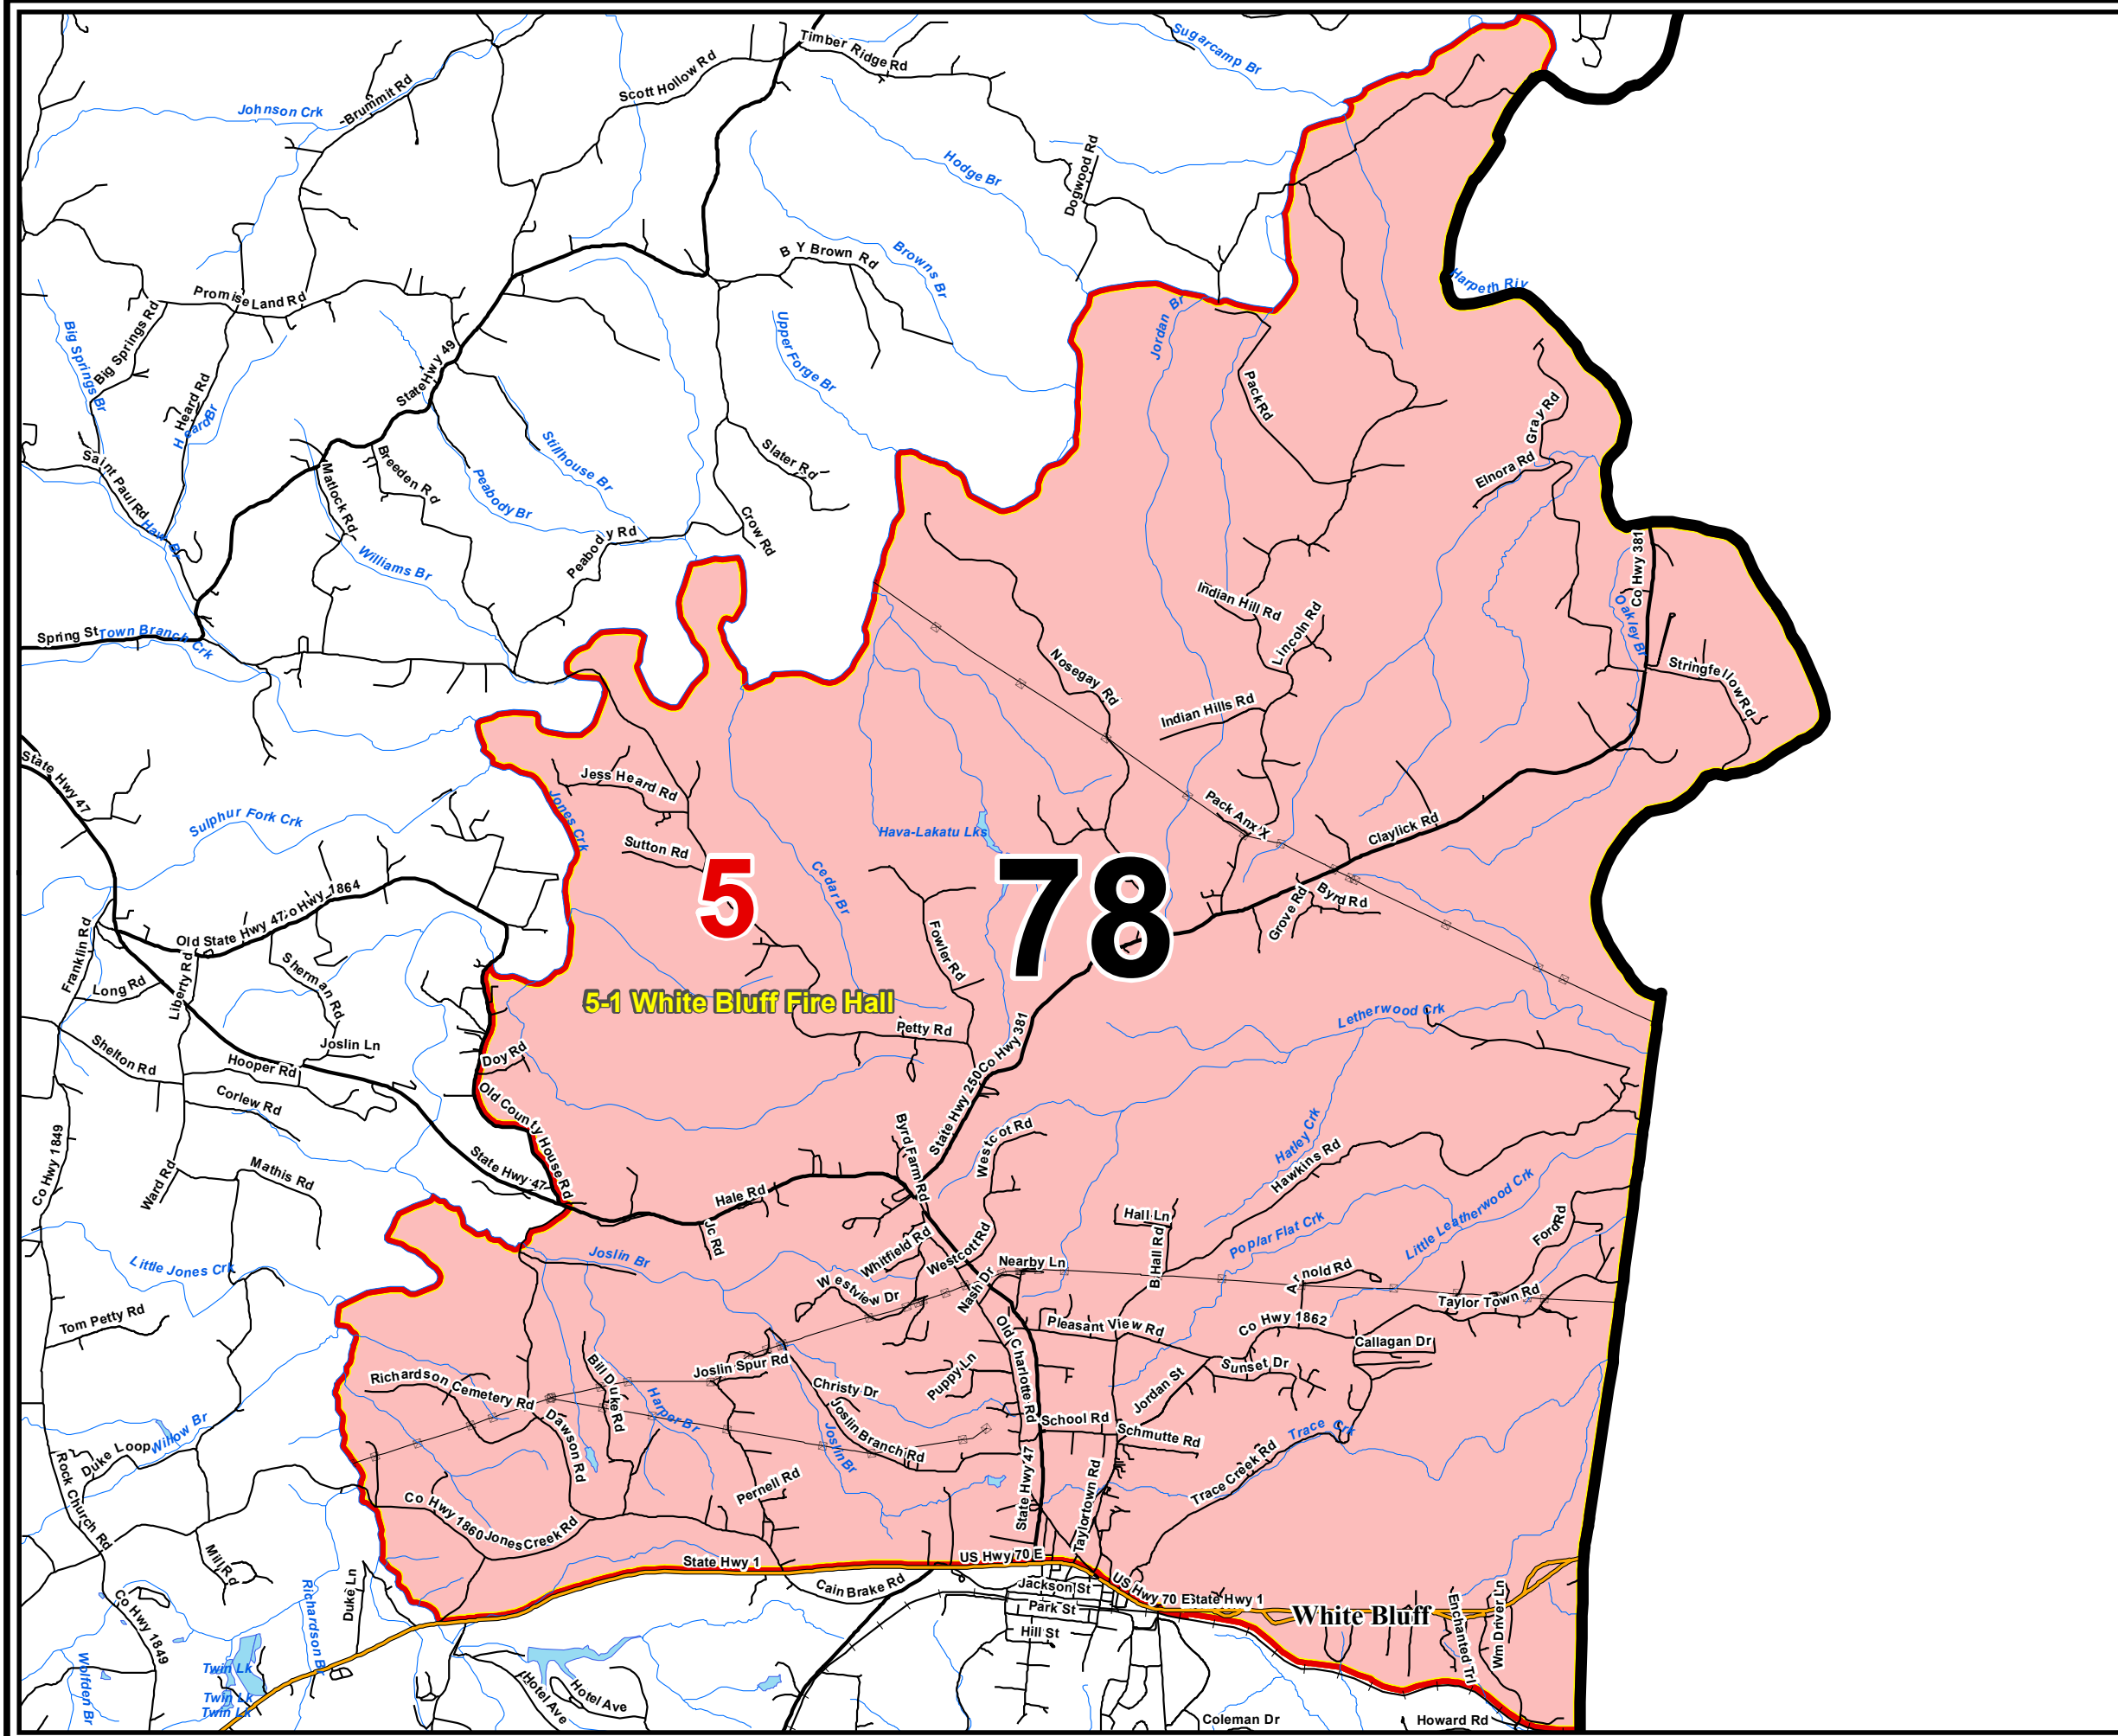 Timber Ridge Rd
Sugarcamp Br
Scott Hollow Rd
Brummit Rd
Johnson Crk
Hodge Br
Dogwood Rd
B Y Brown Rd
Browns Br
Harpeth Riv
Promise Land Rd
Big Springs Rd
Big Springs Br
Upper Forge Br
Jordan Br
State Hwy 49
Heard Rd
Heard Br
Pack Rd
Gray Rd
Elnora Rd
Saint Paul Rd
Matlock Rd
Breeden Rd
Stillhouse Br
Peabody Br
Slater Rd
Crow Rd
Peabody Rd
Williams Br
Co Hwy 381
Oakley Br
Indian Hill Rd
Lincoln Rd
Spring St
Town Branch Crk
Nosegay Rd
Stringfellow Rd
Indian Hills Rd
State Hwy 47
Jess Heard Rd
Jones Crk
Sulphur Fork Crk
Sutton Rd
Hava-Lakatu Lks
Pack Anx X
Claylick Rd
5
78
Cedar Br
Byrd Rd
Grove Rd
Old State Hwy 47
Co Hwy 1864
Franklin Rd
Long Rd
Liberty Rd
Sherman Rd
Fowler Rd
5-1 White Bluff Fire Hall
Letherwood Crk
Petty Rd
State Hwy 250
Co Hwy 381
Shelton Rd
Joslin Ln
Hooper Rd
Doy Rd
Corlew Rd
Old County House Rd
Co Hwy 1849
Ward Rd
Mathis Rd
State Hwy 47
Byrd Farm Rd
Westcot Rd
Hatley Crk
Hawkins Rd
Hale Rd
Jc Rd
Hall Ln
B Hall Rd
Poplar Flat Crk
Little Leatherwood Crk
Ford Rd
Joslin Br
Little Jones Crk
Whitfield Rd
Westcott Rd
Nearby Ln
Westview Dr
Nash Dr
Arnold Rd
Taylor Town Rd
Tom Petty Rd
Old Charlotte Rd
Pleasant View Rd
Co Hwy 1862
Callagan Dr
Sunset Dr
Richardson Cemetery Rd
Bill Duke Rd
Joslin Spur Rd
Christy Dr
Puppy Ln
Jordan St
Harper Br
Dawson Rd
Joslin Branch Rd
Joslin Br
School Rd
Schmutte Rd
Trace Crk
Trace Creek Rd
Willow Br
Duke Loop
Rock Church Rd
Pernell Rd
State Hwy 47
Taylortown Rd
Co Hwy 1860
Jones Creek Rd
Mill Rd
State Hwy 1
US Hwy 70 E
Duke Ln
Richardson Br
Co Hwy 1849
Cain Brake Rd
Jackson St
Park St
Hill St
US Hwy 70 E
State Hwy 1
White Bluff
Enchanted Trl
Wm Driver Ln
Twin Lk
Twin Lk
Twin Lk
Wolfden Br
Hotel Ave
Hotel Ave
Coleman Dr
Howard Rd